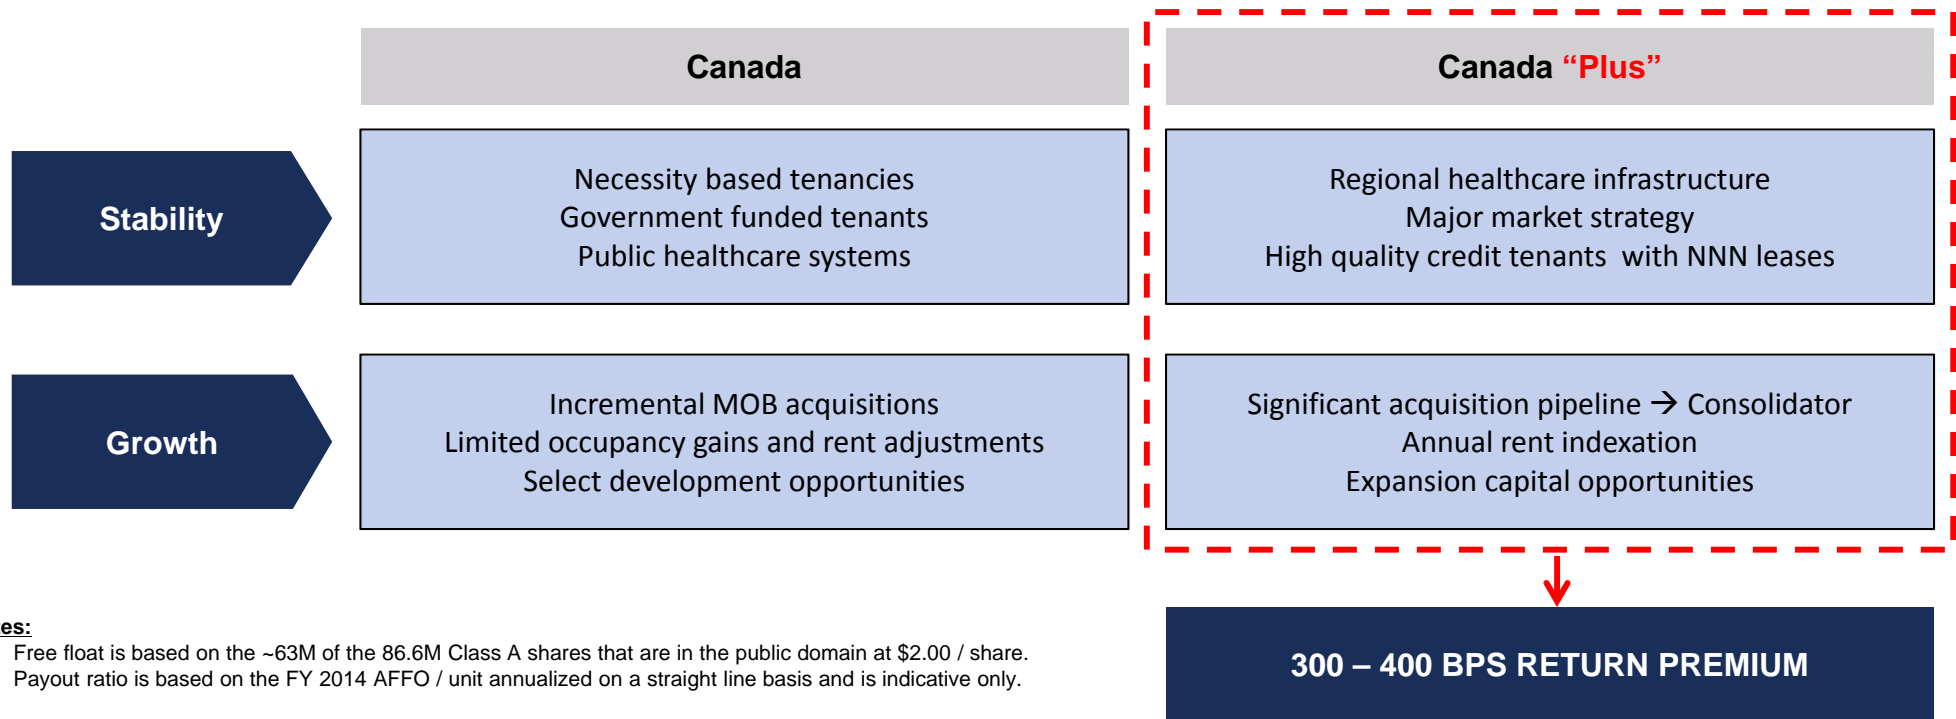 Canada
Canada “Plus”
Stability
Necessity based tenancies
Government funded tenants
Public healthcare systems
Regional healthcare infrastructure
Major market strategy
High quality credit tenants  with NNN leases
Growth
Incremental MOB acquisitions
Limited occupancy gains and rent adjustments
Select development opportunities
Significant acquisition pipeline → Consolidator
Annual rent indexation
Expansion capital opportunities
300 – 400 BPS RETURN PREMIUM
Free float is based on the ~63M of the 86.6M Class A shares that are in the public domain at $2.00 / share.
Payout ratio is based on the FY 2014 AFFO / unit annualized on a straight line basis and is indicative only.